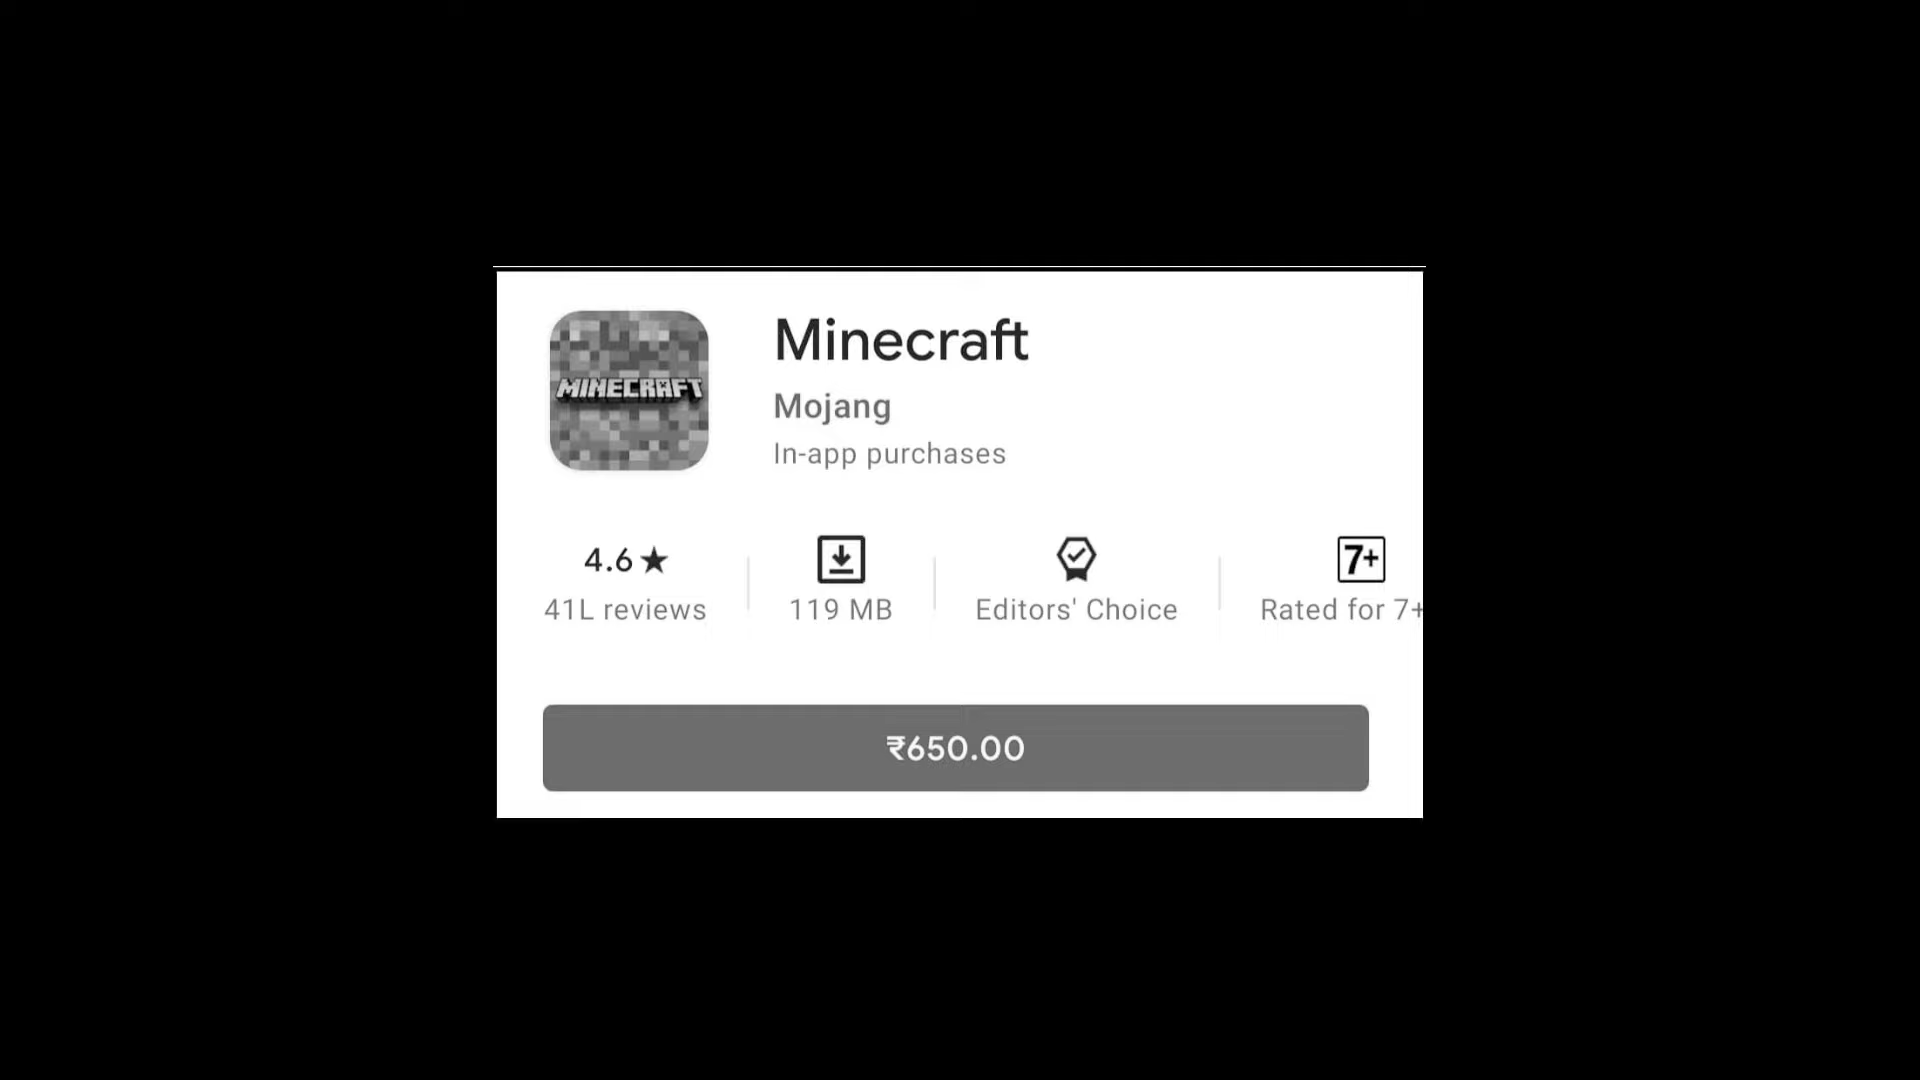 MINECRAFT
Minecraft
Mojang
In-app purchases
4.6 ★
41L reviews
119 MB
Editors' Choice
7+
Rated for 7+
₹650.00